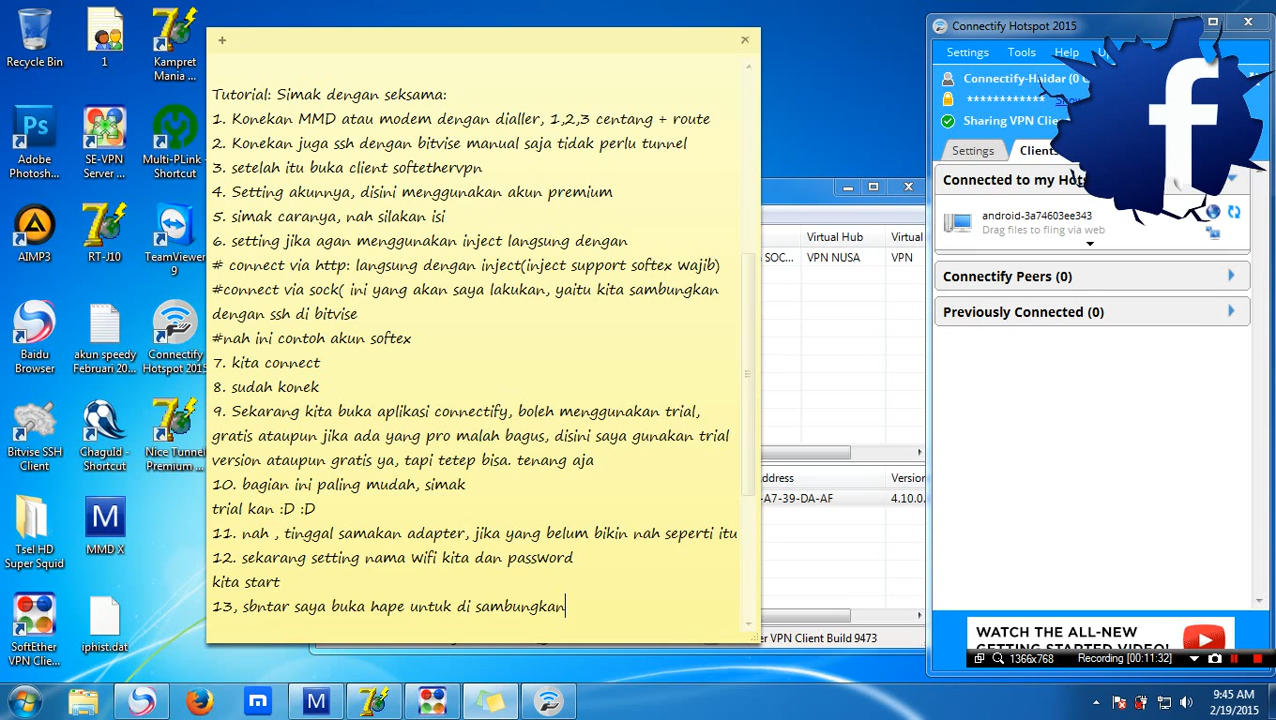 Recycle Bin
1
Kampret
Mania ...
Adobe
Photosh...
SE-VPN
Server ...
Multi-PLink -
Shortcut
AIMP3
RT-J10
TeamViewer
9
Baidu
Browser
akun speedy
Februari 20...
Connectify
Hotspot 2015
Bitvise SSH
Client
ChaguId -
Shortcut
Nice Tunnel
Premium ...
Tsel HD
Super Squid
MMD X
SoftEther
VPN Clie...
iphist.dat
+
Tutorial: Simak dengan seksama:
1. Konekan MMD atau modem dengan dialler, 1,2,3 centang + route
2. Konekan juga ssh dengan bitvise manual saja tidak perlu tunnel
3. setelah itu buka client softethervpn
4. Setting akunnya, disini menggunakan akun premium
5. simak caranya, nah silakan isi
6. setting jika agan menggunakan inject langsung dengan
# connect via http: langsung dengan inject(inject support softex wajib)
#connect via sock( ini yang akan saya lakukan, yaitu kita sambungkan
dengan ssh di bitvise
#nah ini contoh akun softex
7. kita connect
8. sudah konek
9. Sekarang kita buka aplikasi connectify, boleh menggunakan trial,
gratis ataupun jika ada yang pro malah bagus, disini saya gunakan trial
version ataupun gratis ya, tapi tetep bisa. tenang aja
10. bagian ini paling mudah, simak
trial kan :D :D
11. nah , tinggal samakan adapter, jika yang belum bikin nah seperti itu
12. sekarang setting nama wifi kita dan password
kita start
13, sbntar saya buka hape untuk di sambungkan
Virtual Hub
Virtual
SOC...
VPN NUSA
VPN
Address
Version
-A7-39-DA-AF
4.10.0
er VPN Client Build 9473
Connectify Hotspot 2015
Settings
Tools
Help
Connectify-Haidar (0 C
************
Sharing VPN Clie
Settings
Client
Connected to my Hots
android-3a74603ee343
Drag files to fling via web
Connectify Peers (0)
Previously Connected (0)
WATCH THE ALL-NEW
1366x768
Recording [00:11:32]
9:45 AM
2/19/2015